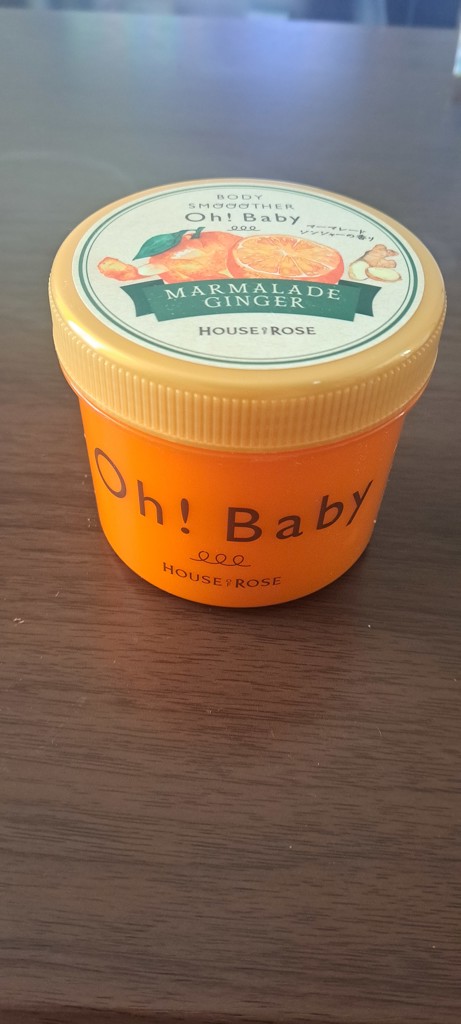 BODY
SMOOOTHER
Oh! Baby
マーマレード
ジンジャーの香り
MARMALADE
GINGER
HOUSE OF ROSE
Oh! Baby
HOUSE OF ROSE